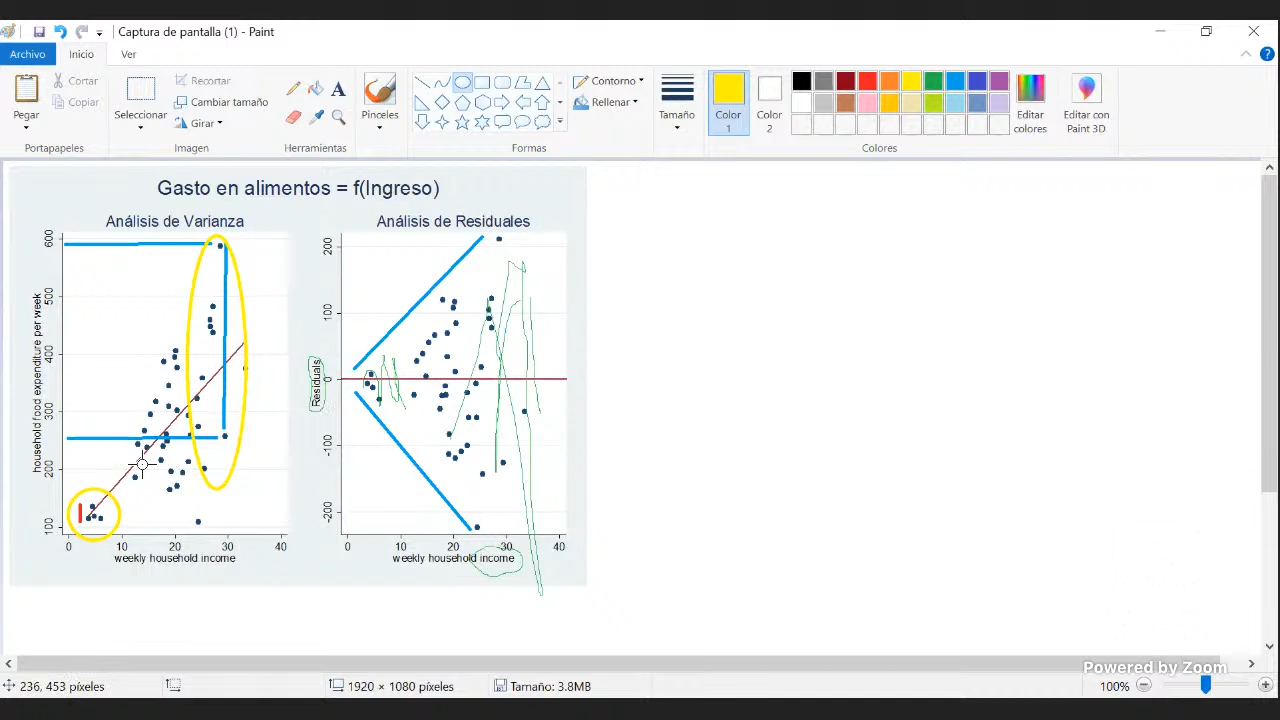 Captura de pantalla (1) - Paint
Archivo
Inicio
Ver
Pegar
Cortar
Copiar
Portapapeles
Seleccionar
Recortar
Cambiar tamaño
Girar
Imagen
Herramientas
Pinceles
Contorno
Rellenar
Formas
Tamaño
Color
1
Color
2
Editar
colores
Editar con
Paint 3D
Colores
Gasto en alimentos = f(Ingreso)
Análisis de Varianza
household food expenditure per week
600
500
400
300
200
100
0
10
20
30
40
weekly household income
Análisis de Residuales
Residuals
200
100
0
-100
-200
0
10
20
30
40
weekly household income
Powered by Zoom
236, 453 píxeles
1920 × 1080 píxeles
Tamaño: 3.8MB
100%